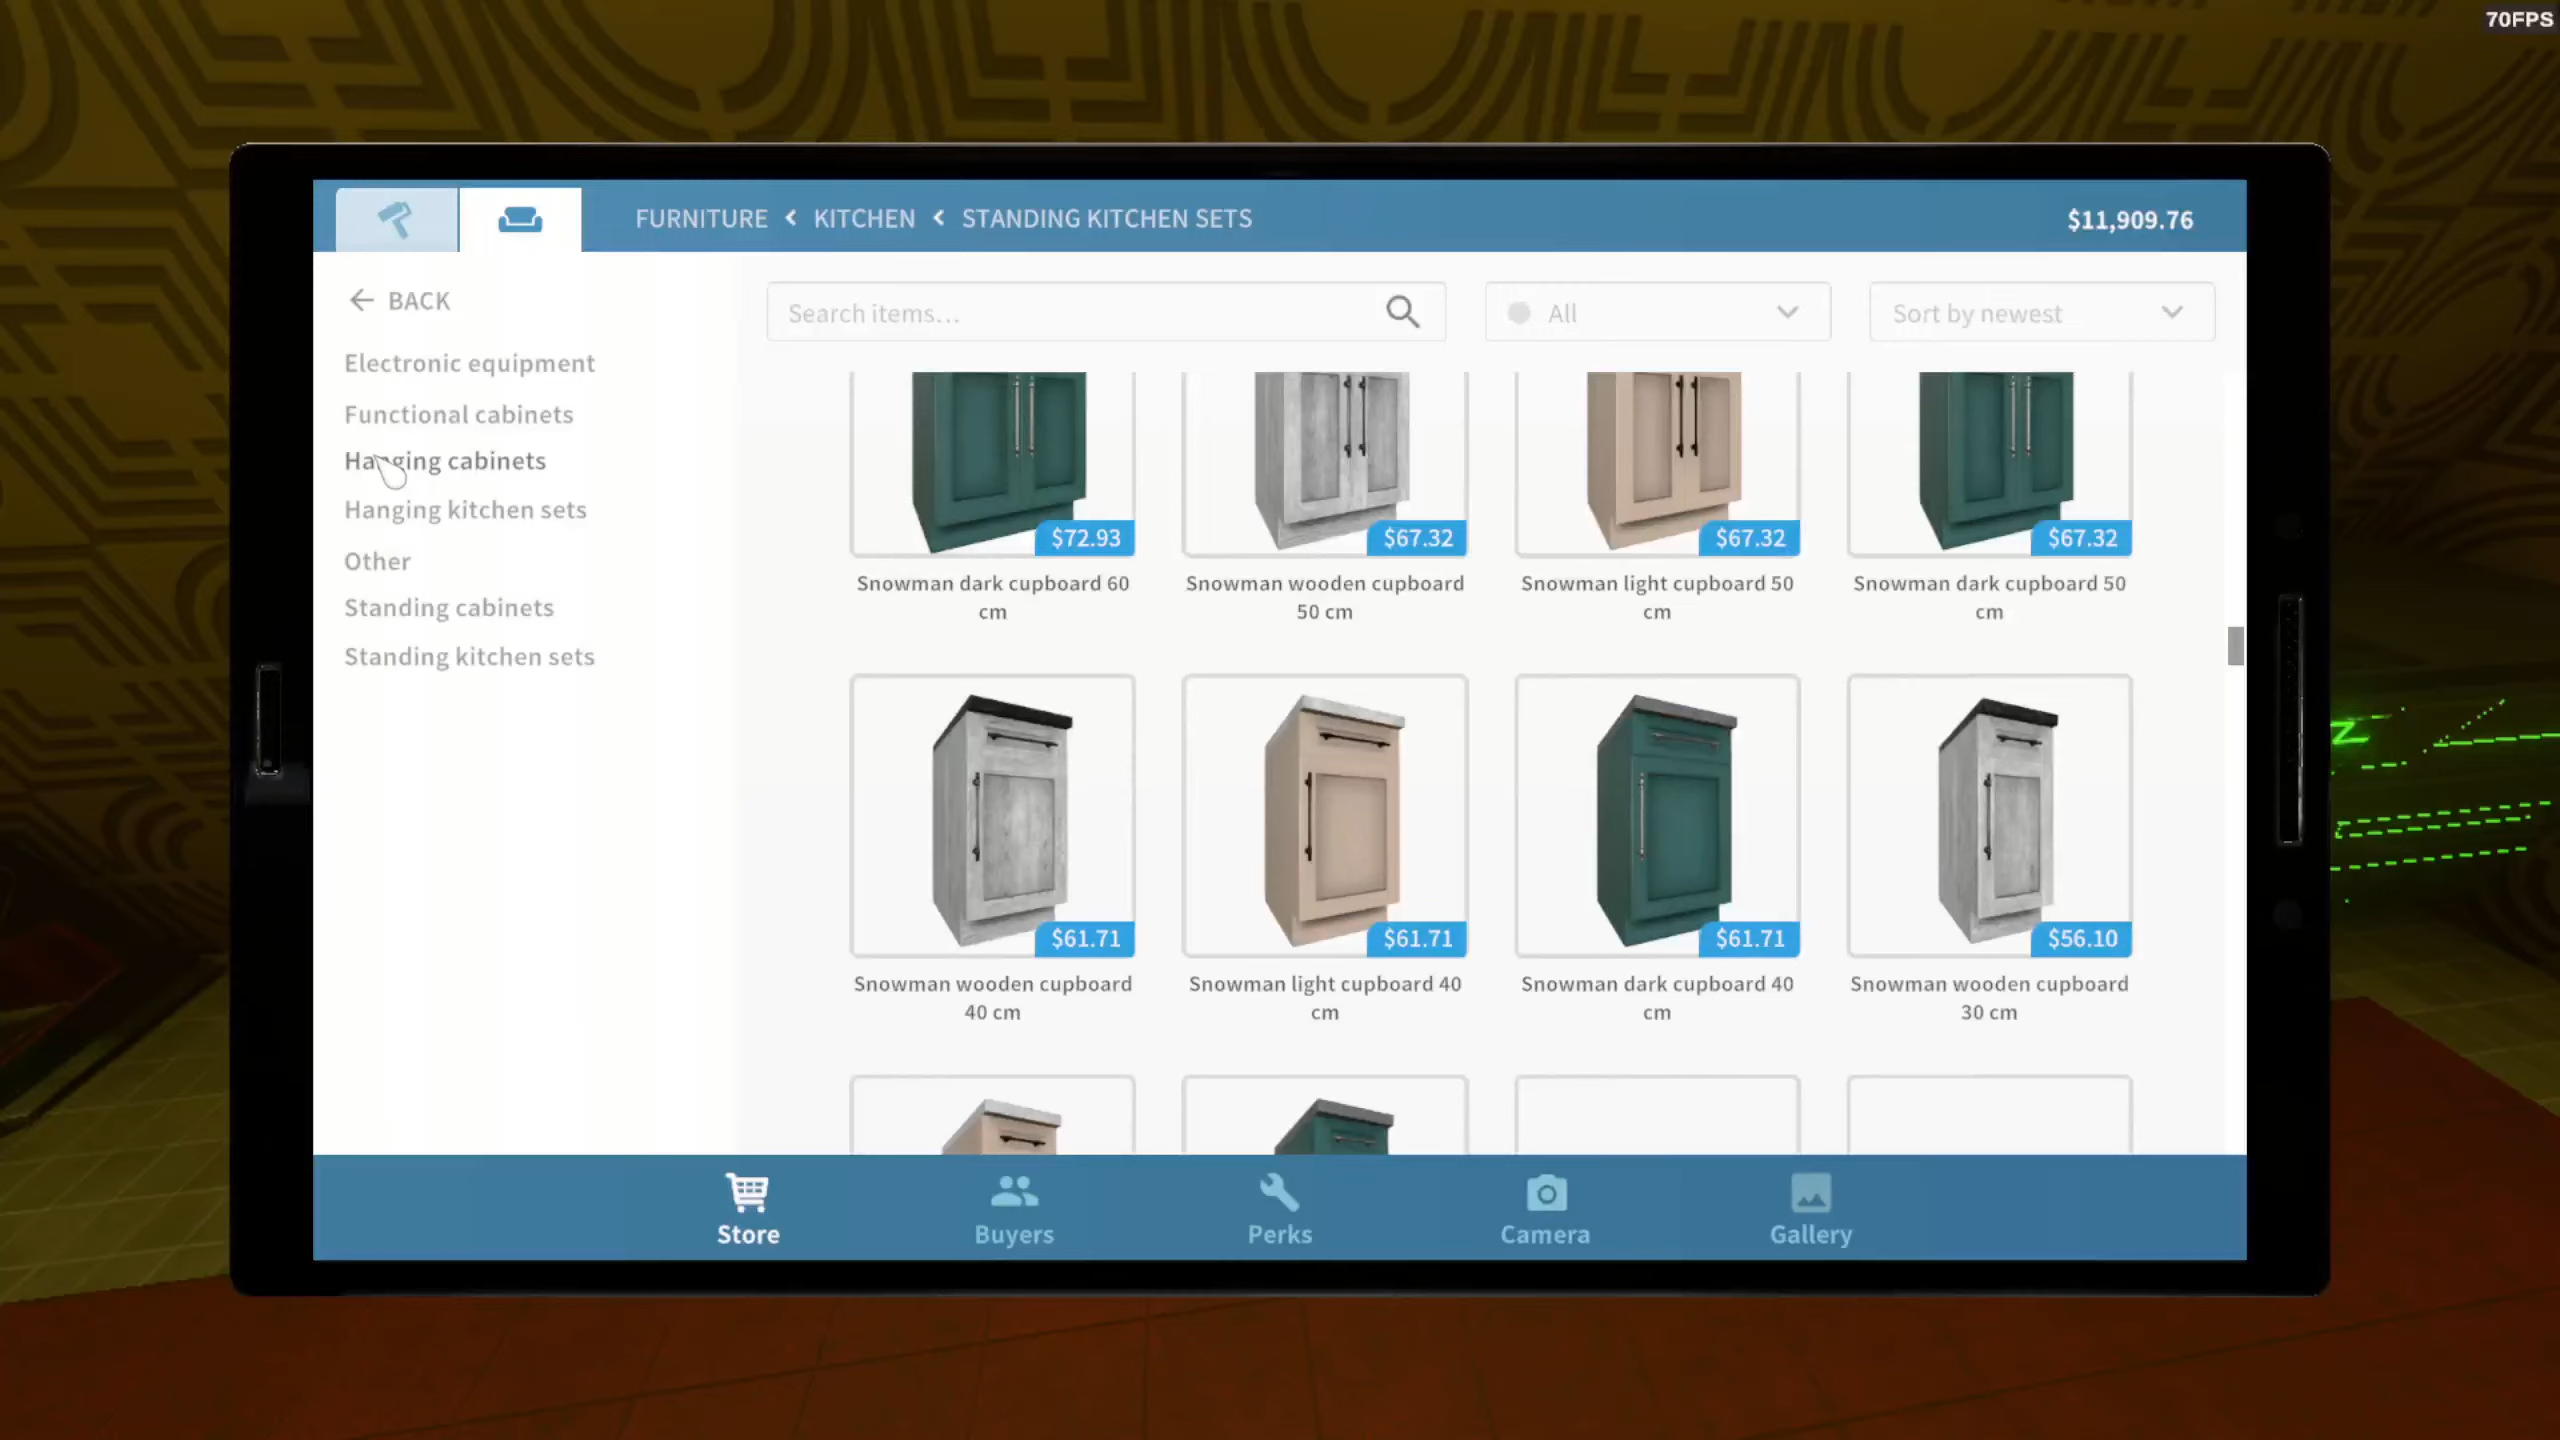 70FPS
FURNITURE < KITCHEN < STANDING KITCHEN SETS
$11,909.76
BACK
Search items...
All
Sort by newest
Electronic equipment
Functional cabinets
Hanging cabinets
Hanging kitchen sets
Other
Standing cabinets
Standing kitchen sets
$72.93
$67.32
$67.32
$67.32
Snowman dark cupboard 60
cm
Snowman wooden cupboard
50 cm
Snowman light cupboard 50
cm
Snowman dark cupboard 50
cm
$61.71
$61.71
$61.71
$56.10
Snowman wooden cupboard
40 cm
Snowman light cupboard 40
cm
Snowman dark cupboard 40
cm
Snowman wooden cupboard
30 cm
Store
Buyers
Perks
Camera
Gallery